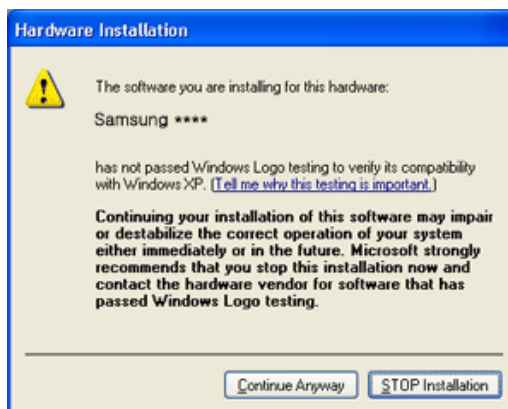 Hardware Installation
The software you are installing for this hardware:
Samsung ****
has not passed Windows Logo testing to verify its compatibility
with Windows XP. (Tell me why this testing is important.)
Continuing your installation of this software may impair
or destabilize the correct operation of your system
either immediately or in the future. Microsoft strongly
recommends that you stop this installation now and
contact the hardware vendor for software that has
passed Windows Logo testing.
Continue Anyway
STOP Installation